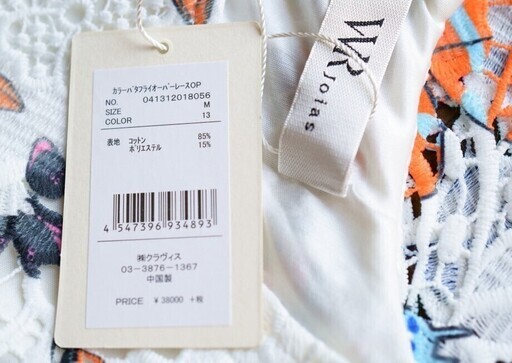 カラーバタフライオーバーレースOP
NO. 041312018056
SIZE M
COLOR 13
表地 コットン 85%
ポリエステル 15%
4 547396 934893
㈱クラヴィス
03-3876-1367
中国製
PRICE ¥ 38000 +税
WR
Joias